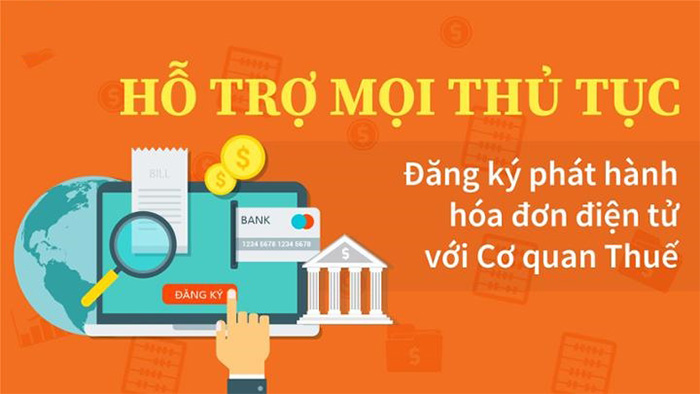 HỖ TRỢ MỌI THỦ TỤC
Đăng ký phát hành
hóa đơn điện tử
với Cơ quan Thuế
BILL
BANK
1234 5678 1234 5678
ĐĂNG KÝ